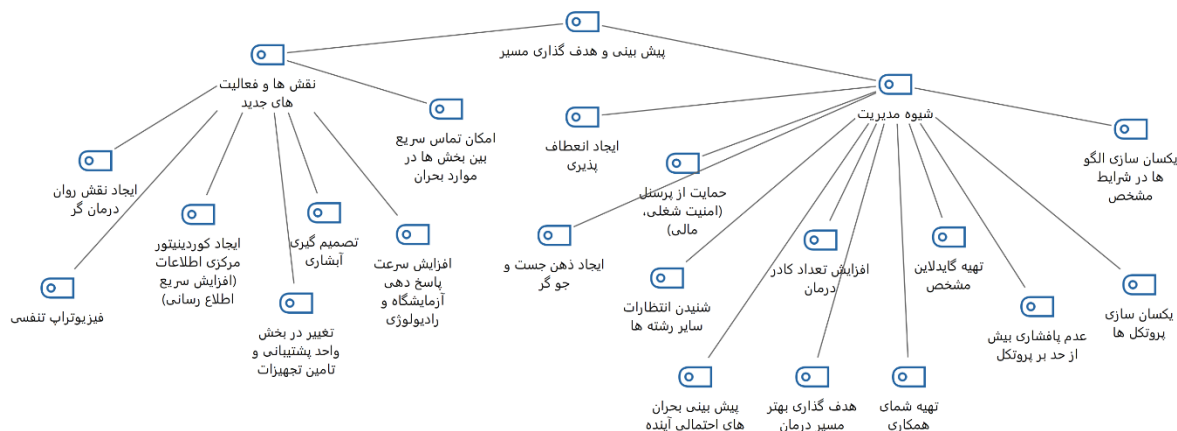 پیش بینی و هدف گذاری مسیر
نقش ها و فعالیت
های جدید
شیوه مدیریت
امکان تماس سریع
بین بخش ها در
موارد بحران
ایجاد انعطاف
پذیری
یکسان سازی الگو
ها در شرایط
مشخص
ایجاد نقش روان
درمان گر
حمایت از پرسنل
(امنیت شغلی،
مالی)
ایجاد کوردینیتور
مرکزی اطلاعات
(افزایش سریع
اطلاع رسانی)
تصمیم گیری
آبشاری
افزایش سرعت
پاسخ دهی
آزمایشگاه و
رادیولوژی
ایجاد ذهن جست و
جو گر
افزایش تعداد کادر
درمان
تهیه گایدلاین
مشخص
فیزیوتراپ تنفسی
تغییر در بخش
واحد پشتیبانی و
تامین تجهیزات
شنیدن انتظارات
سایر رشته ها
عدم پافشاری بیش
از حد بر پروتکل
یکسان سازی
پروتکل ها
پیش بینی بحران
های احتمالی آینده
هدف گذاری بهتر
مسیر درمان
تهیه شمای
همکاری